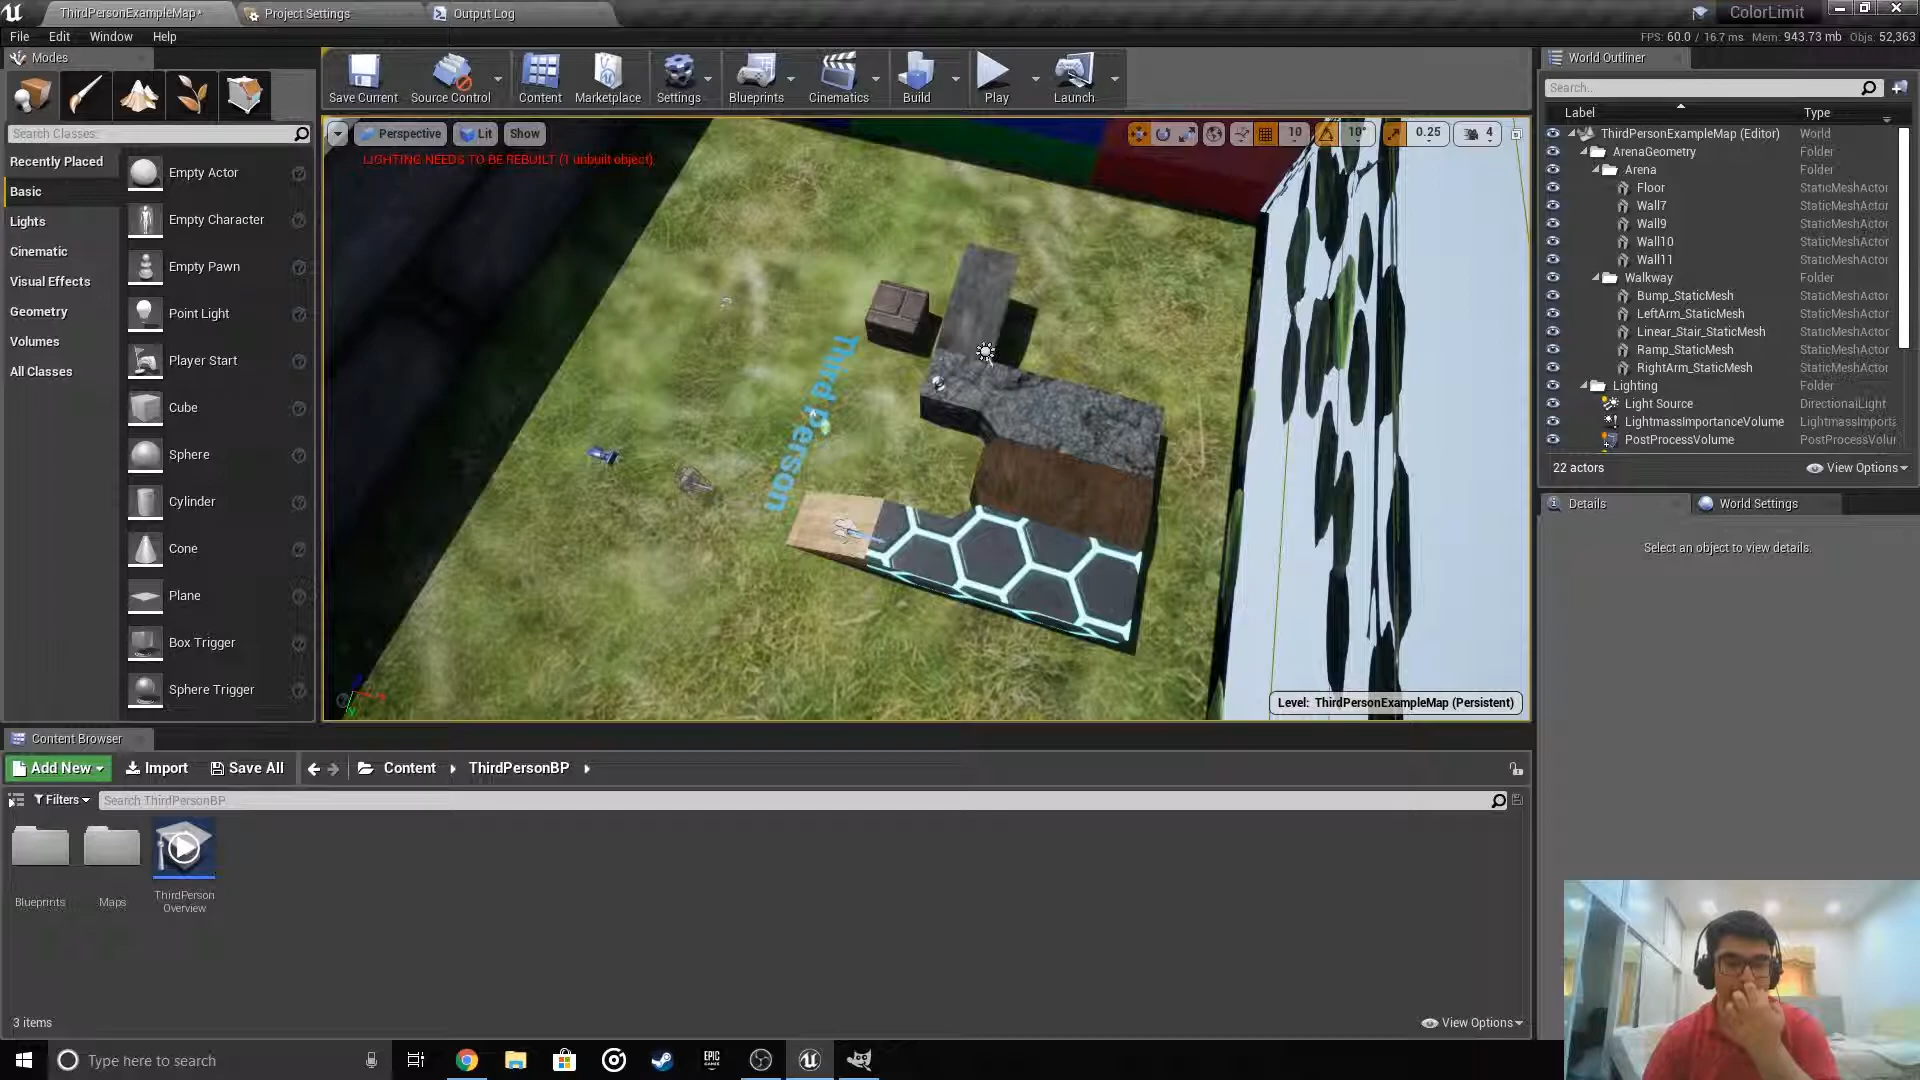 ThirdPersonExampleMap*
Project Settings
Output Log
ColorLimit
File Edit Window Help
FPS: 60.0 / 16.7 ms Mem: 943.73 mb Objs: 52,363
Modes
Save Current
Source Control
Content
Marketplace
Settings
Blueprints
Cinematics
Build
Play
Launch
World Outliner
Search...
Label Type
Search Classes
Recently Placed
Basic
Lights
Cinematic
Visual Effects
Geometry
Volumes
All Classes
Empty Actor
Empty Character
Empty Pawn
Point Light
Player Start
Cube
Sphere
Cylinder
Cone
Plane
Box Trigger
Sphere Trigger
Perspective Lit Show
10 10° 0.25 4
LIGHTING NEEDS TO BE REBUILT (1 unbuilt object)
Third Person
Level: ThirdPersonExampleMap (Persistent)
ThirdPersonExampleMap (Editor) World
ArenaGeometry Folder
Arena Folder
Floor StaticMeshActor
Wall7 StaticMeshActor
Wall9 StaticMeshActor
Wall10 StaticMeshActor
Wall11 StaticMeshActor
Walkway Folder
Bump_StaticMesh StaticMeshActor
LeftArm_StaticMesh StaticMeshActor
Linear_Stair_StaticMesh StaticMeshActor
Ramp_StaticMesh StaticMeshActor
RightArm_StaticMesh StaticMeshActor
Lighting Folder
Light Source DirectionalLight
LightmassImportanceVolume LightmassImporta
PostProcessVolume PostProcessVolur
22 actors
View Options
Details
World Settings
Select an object to view details.
Content Browser
Add New Import Save All Content ThirdPersonBP
Filters Search ThirdPersonBP
Blueprints
Maps
ThirdPerson
Overview
3 items
View Options
Type here to search
EPIC
GAMES